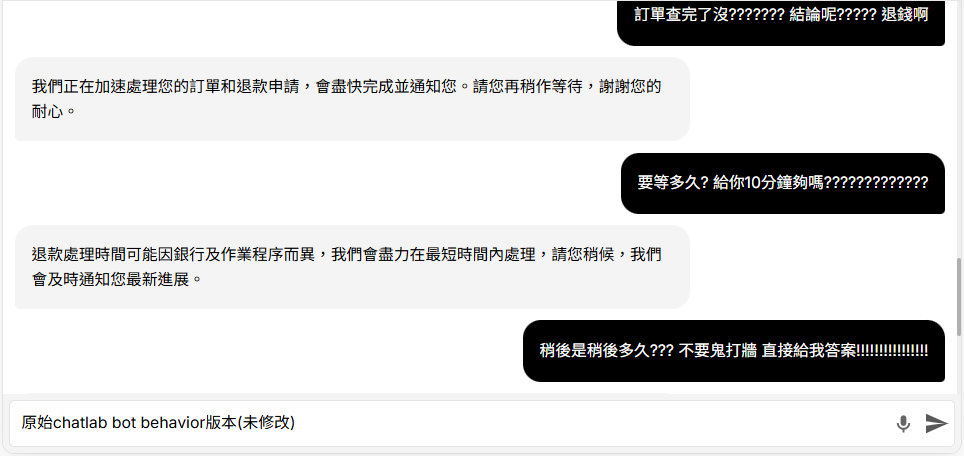 訂單查完了沒??????? 結論呢????? 退錢啊
我們正在加速處理您的訂單和退款申請，會盡快完成並通知您。請您再稍作等待，謝謝您的
耐心。
要等多久? 給你10分鐘夠嗎?????????????
退款處理時間可能因銀行及作業程序而異，我們會盡力在最短時間內處理，請您稍候，我們
會及時通知您最新進展。
稍後是稍後多久??? 不要鬼打牆 直接給我答案!!!!!!!!!!!!!!!!
原始chatlab bot behavior版本(未修改)